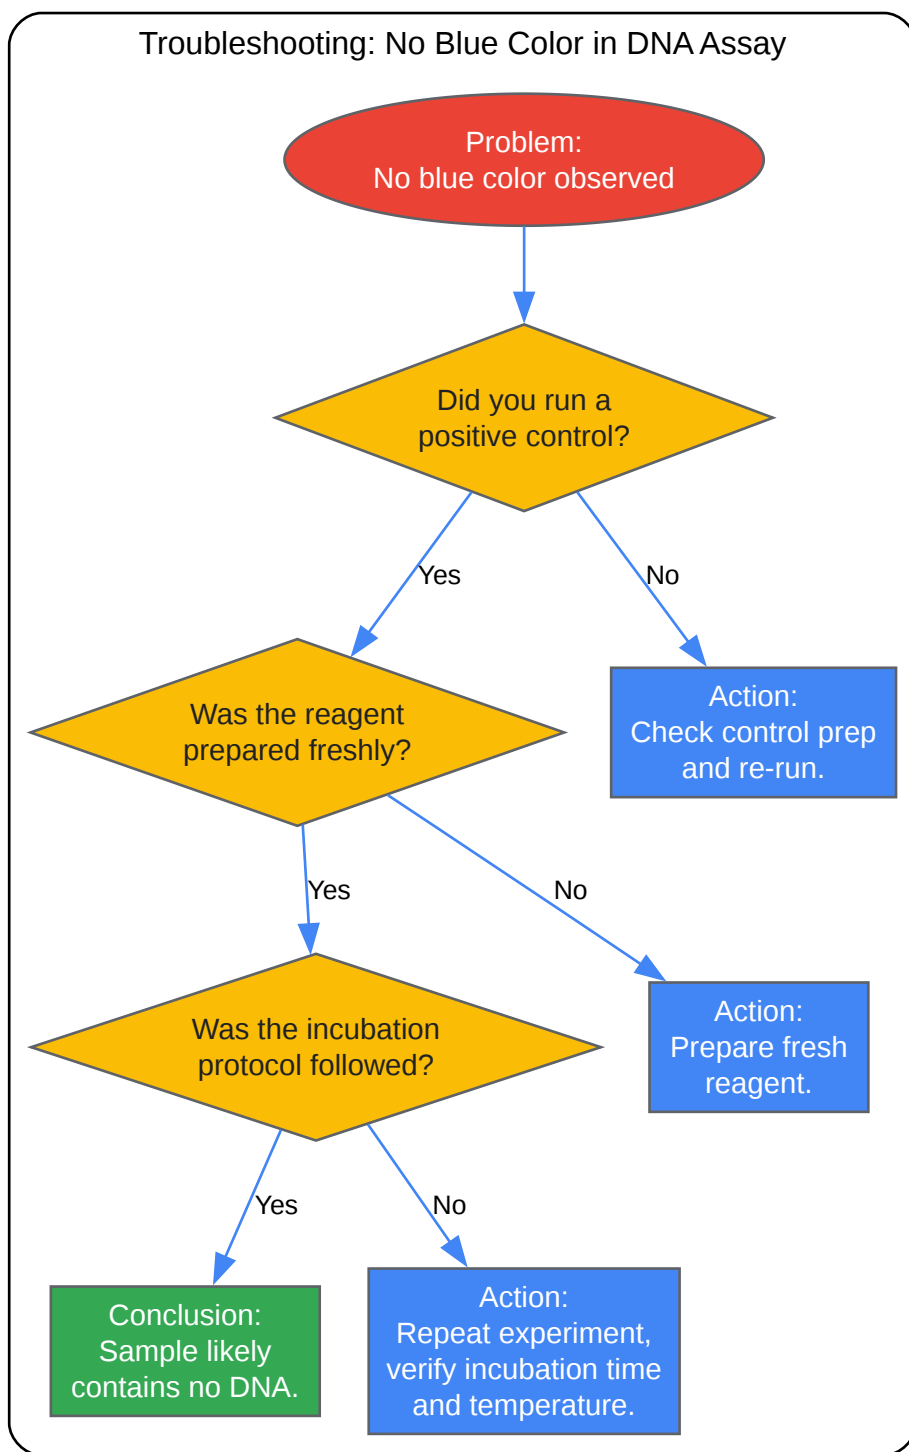 Troubleshooting: No Blue Color in DNA Assay
Problem:
No blue color observed
Did you run a
positive control?
Yes
No
Was the reagent
prepared freshly?
Action:
Check control prep
and re-run.
Yes
No
Was the incubation
protocol followed?
Action:
Prepare fresh
reagent.
Yes
No
Conclusion:
Sample likely
contains no DNA.
Action:
Repeat experiment,
verify incubation time
and temperature.